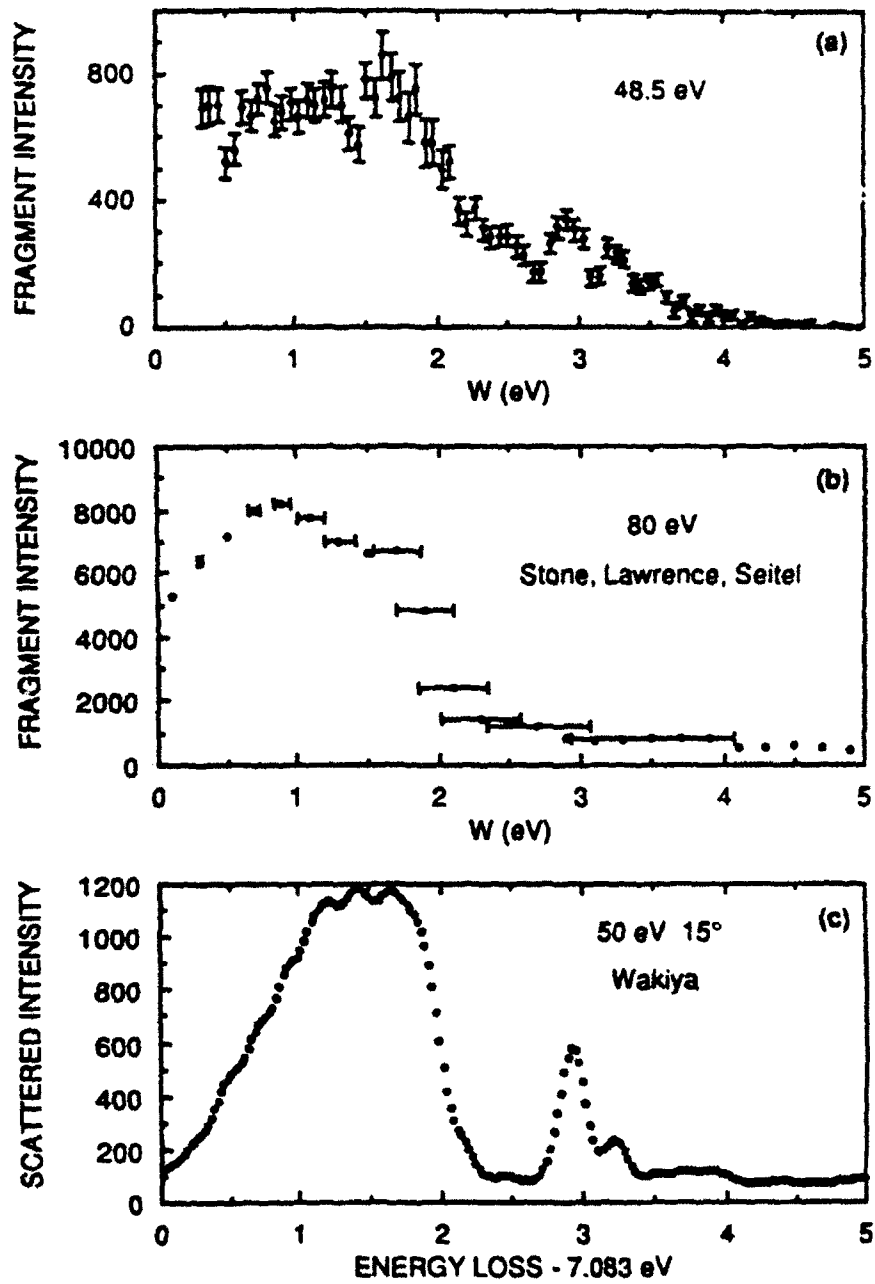 (a)
48.5 eV
FRAGMENT INTENSITY
800
400
0
0 1 2 3 4 5
W (eV)
(b)
80 eV
Stone, Lawrence, Seitel
FRAGMENT INTENSITY
10000
8000
6000
4000
2000
0
0 1 2 3 4 5
W (eV)
(c)
50 eV 15°
Wakiya
SCATTERED INTENSITY
1200
1000
800
600
400
200
0
0 1 2 3 4 5
ENERGY LOSS - 7.083 eV